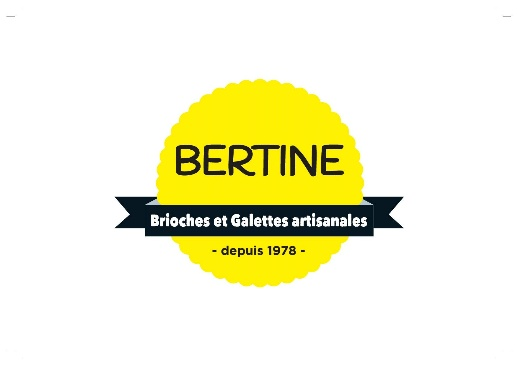 BERTINE
Brioches et Galettes artisanales
- depuis 1978 -